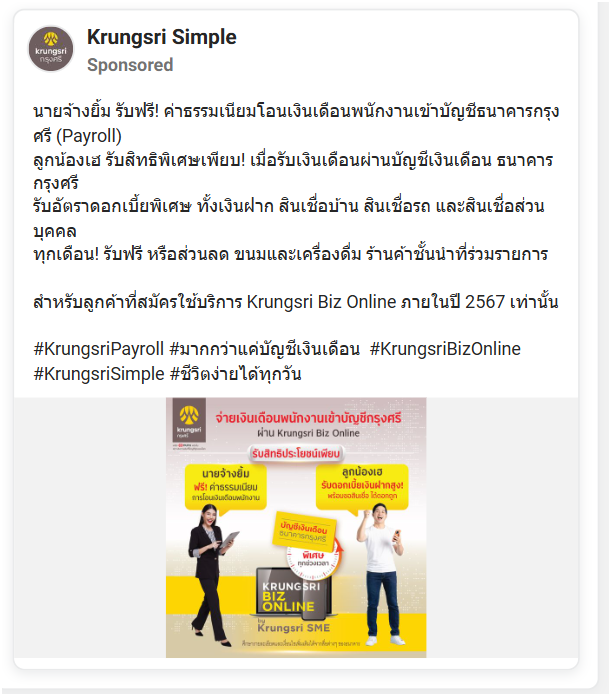 krungsri
กรุงศรี
Krungsri Simple
Sponsored
นายจ้างยิ้ม รับฟรี! ค่าธรรมเนียมโอนเงินเดือนพนักงานเข้าบัญชีธนาคารกรุง
ศรี (Payroll)
ลูกน้องเฮ รับสิทธิพิเศษเพียบ! เมื่อรับเงินเดือนผ่านบัญชีเงินเดือน ธนาคาร
กรุงศรี
รับอัตราดอกเบี้ยพิเศษ ทั้งเงินฝาก สินเชื่อบ้าน สินเชื่อรถ และสินเชื่อส่วน
บุคคล
ทุกเดือน! รับฟรี หรือส่วนลด ขนมและเครื่องดื่ม ร้านค้าชั้นนำที่ร่วมรายการ
สำหรับลูกค้าที่สมัครใช้บริการ Krungsri Biz Online ภายในปี 2567 เท่านั้น
#KrungsriPayroll #มากกว่าแค่บัญชีเงินเดือน #KrungsriBizOnline
#KrungsriSimple #ชีวิตง่ายได้ทุกวัน
krungsri
กรุงศรี
จ่ายเงินเดือนพนักงานเข้าบัญชีกรุงศรี
ผ่าน Krungsri Biz Online
รับสิทธิประโยชน์เพียบ
นายจ้างยิ้ม
ฟรี! ค่าธรรมเนียม
การโอนเงินเดือนพนักงาน
ลูกน้องเฮ
รับดอกเบี้ยเงินฝากสูง!
พร้อมขอสินเชื่อ ได้ดอกถูก
บัญชีเงินเดือน
ธนาคารกรุงศรี
พิเศษ
ทุกช่วงเวลา
KRUNGSRI
BIZ
ONLINE
by
Krungsri SME